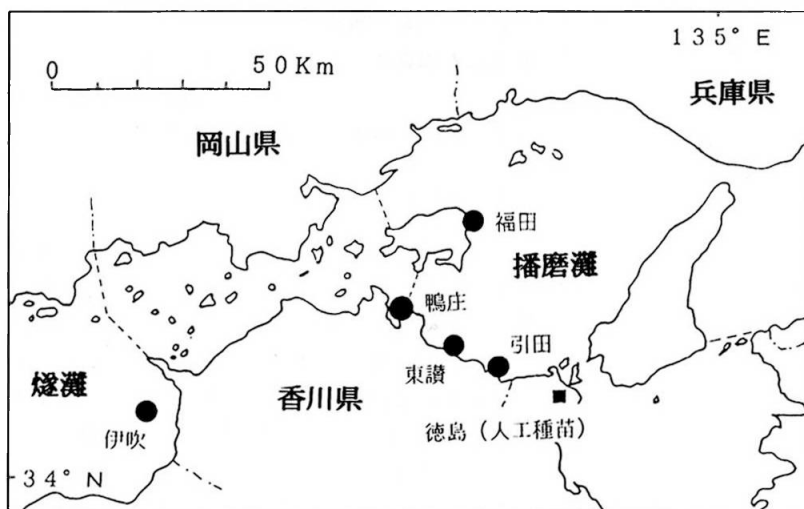 135°E
0 50Km
兵庫県
岡山県
福田
播磨灘
鴨庄
引田
東讃
燧灘
香川県
伊吹
徳島（人工種苗）
34°N